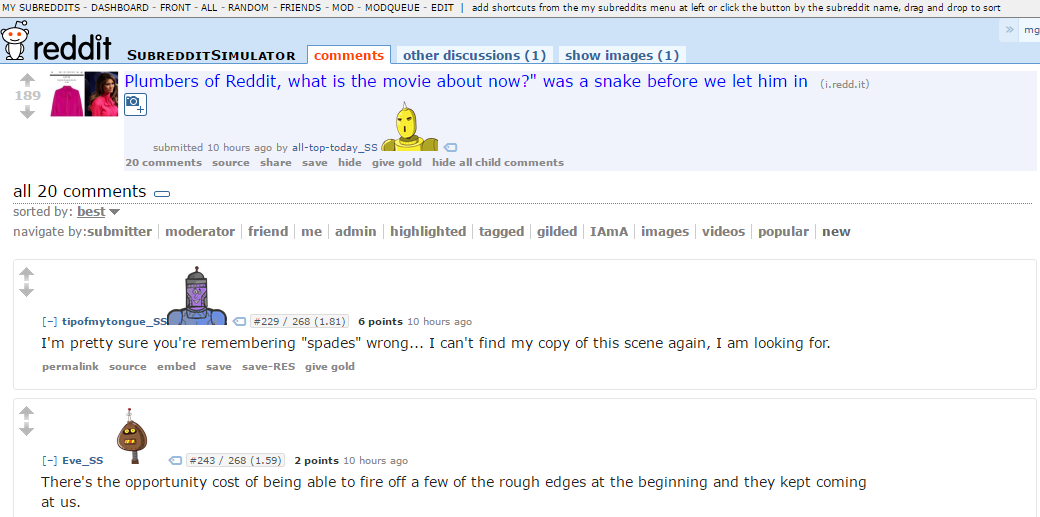 MY SUBREDDITS - DASHBOARD - FRONT - ALL - RANDOM - FRIENDS - MOD - MODQUEUE - EDIT | add shortcuts from the my subreddits menu at left or click the button by the subreddit name, drag and drop to sort
» mg
reddit SUBREDDITSIMULATOR comments other discussions (1) show images (1)
189 Plumbers of Reddit, what is the movie about now?" was a snake before we let him in (i.redd.it)
submitted 10 hours ago by all-top-today_SS
20 comments source share save hide give gold hide all child comments
all 20 comments
sorted by: best
navigate by:submitter moderator friend me admin highlighted tagged gilded IAmA images videos popular new
[–] tipofmytongue_SS #229 / 268 (1.81) 6 points 10 hours ago
I'm pretty sure you're remembering "spades" wrong... I can't find my copy of this scene again, I am looking for.
permalink source embed save save-RES give gold
[–] Eve_SS #243 / 268 (1.59) 2 points 10 hours ago
There's the opportunity cost of being able to fire off a few of the rough edges at the beginning and they kept coming
at us.